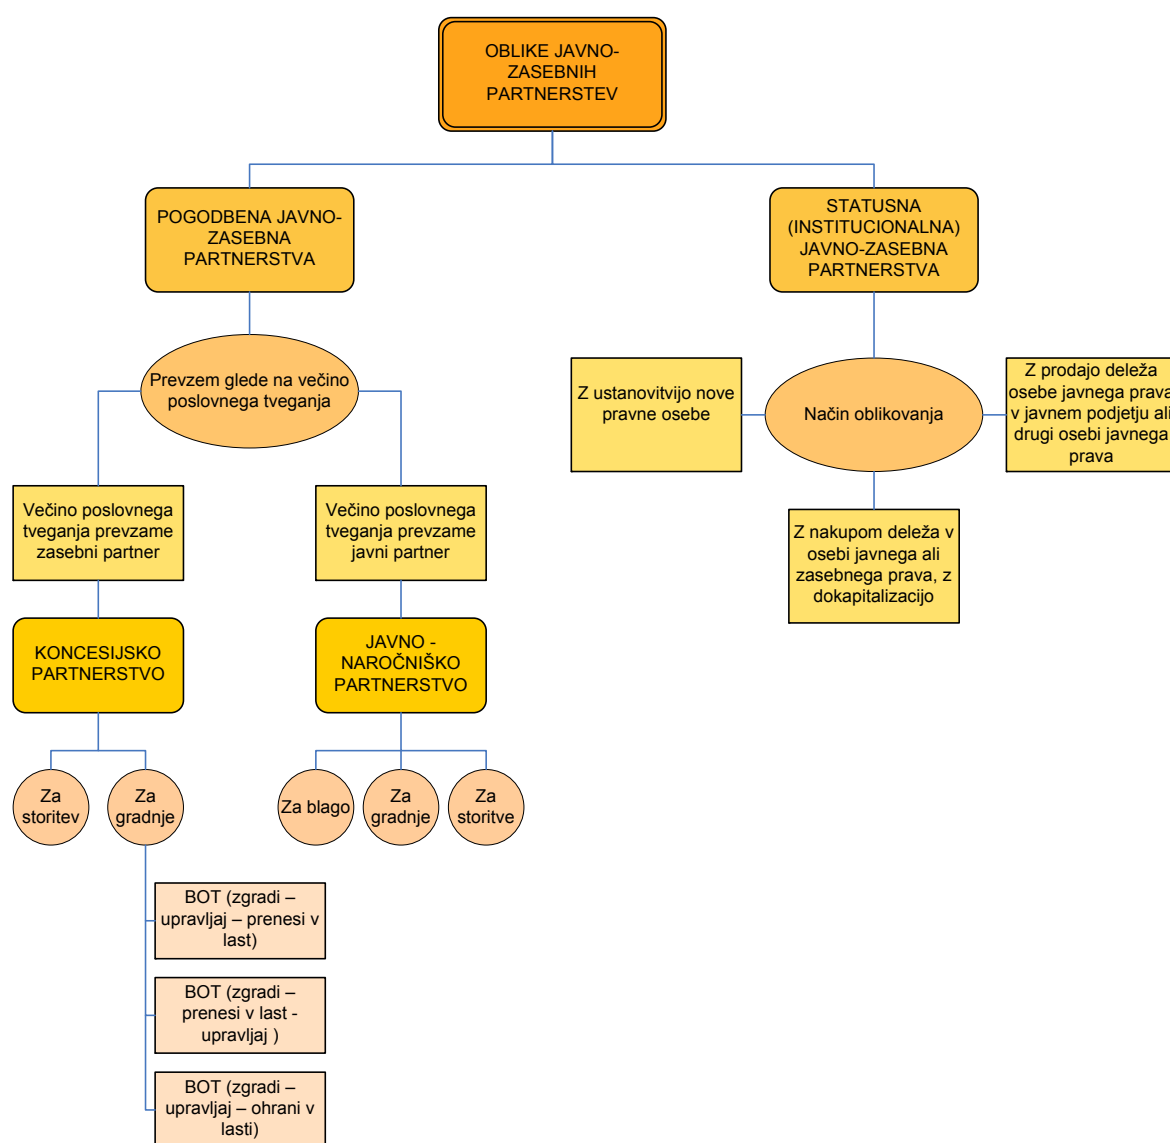 OBLIKE JAVNO-
ZASEBNIH
PARTNERSTEV
POGODBENA JAVNO-
ZASEBNA
PARTNERSTVA
STATUSNA
(INSTITUCIONALNA)
JAVNO-ZASEBNA
PARTNERSTVA
Prevzem glede na večino
poslovnega tveganja
Z ustanovitvijo nove
pravne osebe
Način oblikovanja
Z prodajo deleža
osebe javnega prava
v javnem podjetju ali
drugi osebi javnega
prava
Večino poslovnega
tveganja prevzame
zasebni partner
Večino poslovnega
tveganja prevzame
javni partner
Z nakupom deleža v
osebi javnega ali
zasebnega prava, z
dokapitalizacijo
KONCESIJSKO
PARTNERSTVO
JAVNO -
NAROČNIŠKO
PARTNERSTVO
Za
storitev
Za
gradnje
Za blago
Za
gradnje
Za
storitve
BOT (zgradi –
upravljaj – prenesi v
last)
BOT (zgradi –
prenesi v last -
upravljaj )
BOT (zgradi –
upravljaj – ohrani v
lasti)